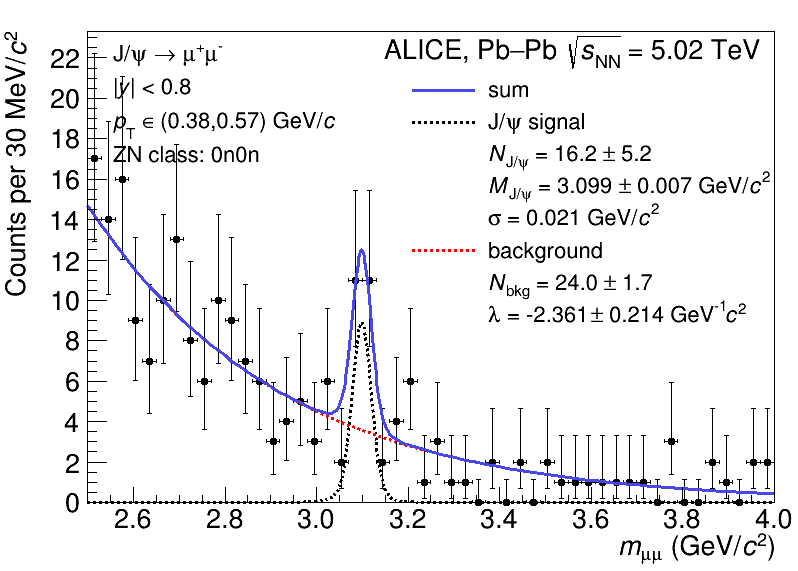 Counts per 30 MeV/c²
22
20
18
16
14
12
10
8
6
4
2
0
J/ψ → μ⁺μ⁻
|y| < 0.8
p_T ∈ (0.38,0.57) GeV/c
ZN class: 0n0n
ALICE, Pb–Pb √s_NN = 5.02 TeV
sum
J/ψ signal
N_J/ψ = 16.2 ± 5.2
M_J/ψ = 3.099 ± 0.007 GeV/c²
σ = 0.021 GeV/c²
background
N_bkg = 24.0 ± 1.7
λ = -2.361 ± 0.214 GeV⁻¹c²
2.6 2.8 3.0 3.2 3.4 3.6 3.8 4.0
m_μμ (GeV/c²)